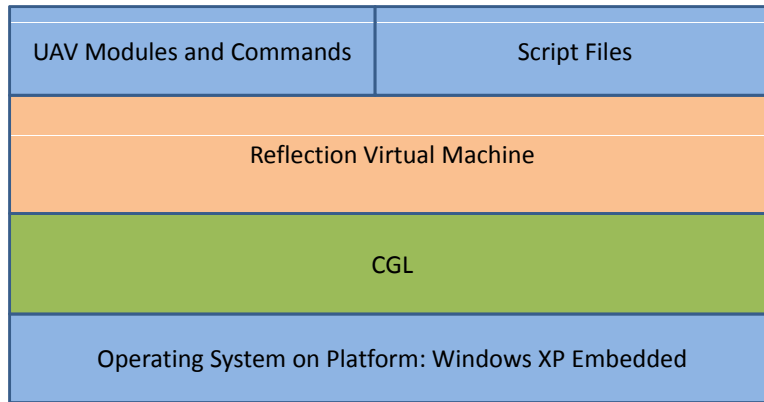 UAV Modules and Commands
Script Files
Reflection Virtual Machine
CGL
Operating System on Platform: Windows XP Embedded